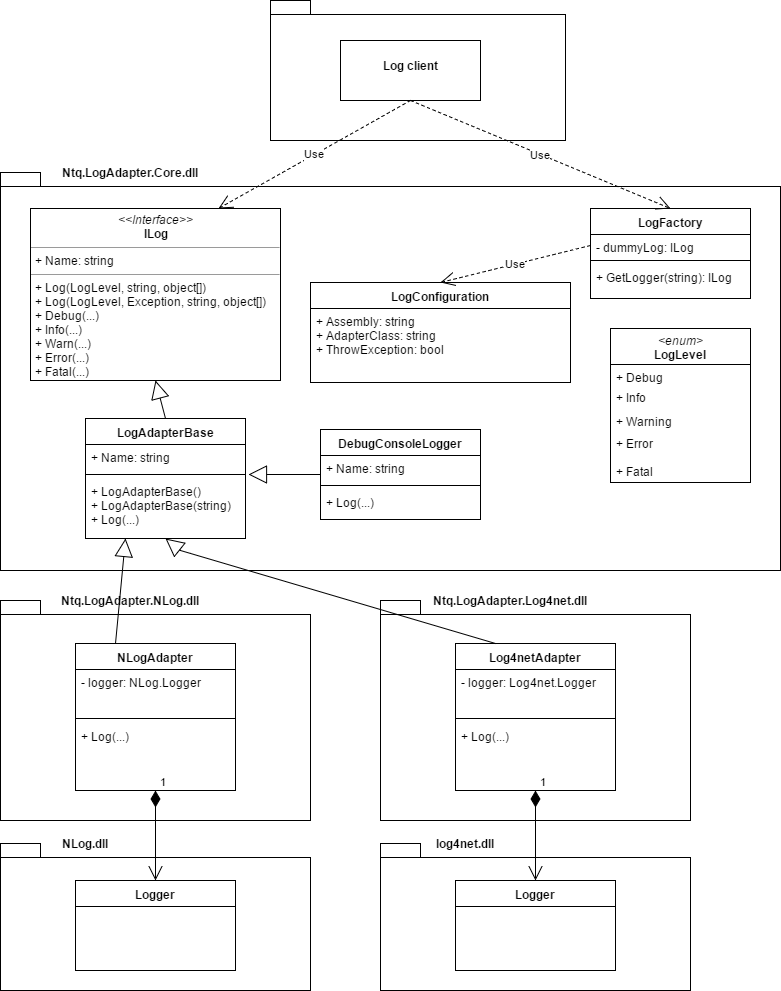 Log client
Use
Use
Ntq.LogAdapter.Core.dll
<<Interface>>
ILog
+ Name: string
+ Log(LogLevel, string, object[])
+ Log(LogLevel, Exception, string, object[])
+ Debug(...)
+ Info(...)
+ Warn(...)
+ Error(...)
+ Fatal(...)
LogFactory
- dummyLog: ILog
+ GetLogger(string): ILog
Use
LogConfiguration
+ Assembly: string
+ AdapterClass: string
+ ThrowException: bool
<enum>
LogLevel
+ Debug
+ Info
+ Warning
+ Error
+ Fatal
LogAdapterBase
+ Name: string
+ LogAdapterBase()
+ LogAdapterBase(string)
+ Log(...)
DebugConsoleLogger
+ Name: string
+ Log(...)
Ntq.LogAdapter.NLog.dll
NLogAdapter
- logger: NLog.Logger
+ Log(...)
1
Ntq.LogAdapter.Log4net.dll
Log4netAdapter
- logger: Log4net.Logger
+ Log(...)
1
NLog.dll
Logger
log4net.dll
Logger